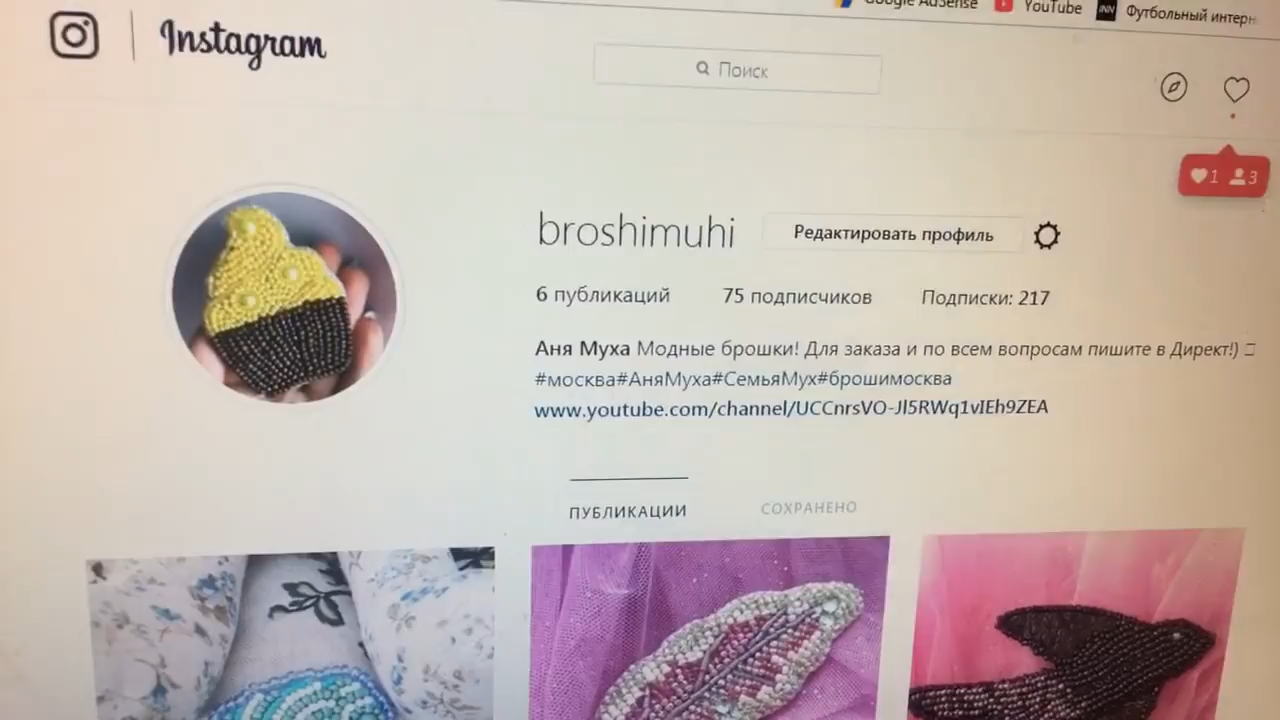 Google AdSense
YouTube
INN
Футбольный интерн
Instagram
Поиск
1 3
broshimuhi
Редактировать профиль
6 публикаций
75 подписчиков
Подписки: 217
Аня Муха Модные брошки! Для заказа и по всем вопросам пишите в Директ!)
#москва#АняМуха#СемьяМух#брошимосква
www.youtube.com/channel/UCCnrsVO-Jl5RWq1vIEh9ZEA
ПУБЛИКАЦИИ
СОХРАНЕНО